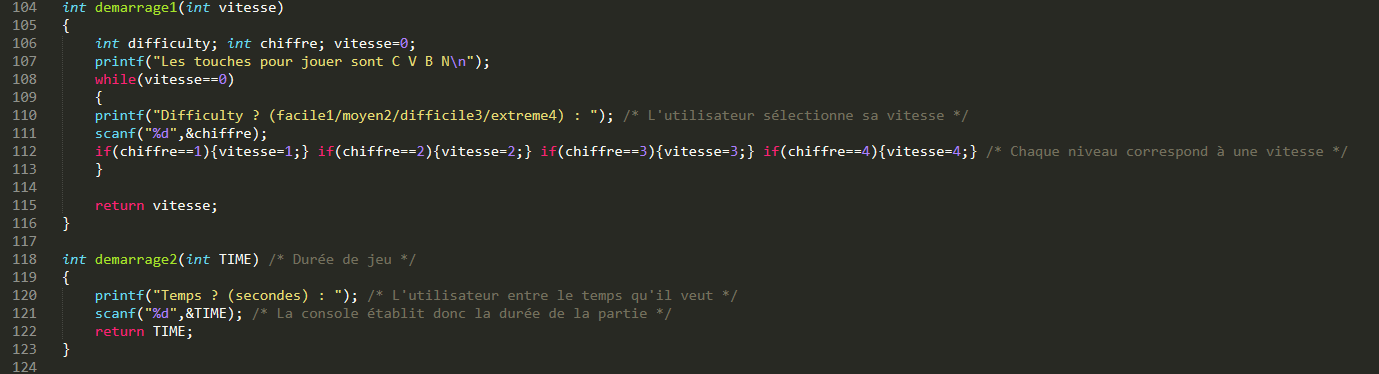 104 int demarrage1(int vitesse)
105 {
106 int difficulty; int chiffre; vitesse=0;
107 printf("Les touches pour jouer sont C V B N\n");
108 while(vitesse==0)
109 {
110 printf("Difficulty ? (facile1/moyen2/difficile3/extreme4) : "); /* L'utilisateur sélectionne sa vitesse */
111 scanf("%d",&chiffre);
112 if(chiffre==1){vitesse=1;} if(chiffre==2){vitesse=2;} if(chiffre==3){vitesse=3;} if(chiffre==4){vitesse=4;} /* Chaque niveau correspond à une vitesse */
113 }
114
115 return vitesse;
116 }
117
118 int demarrage2(int TIME) /* Durée de jeu */
119 {
120 printf("Temps ? (secondes) : "); /* L'utilisateur entre le temps qu'il veut */
121 scanf("%d",&TIME); /* La console établit donc la durée de la partie */
122 return TIME;
123 }
124